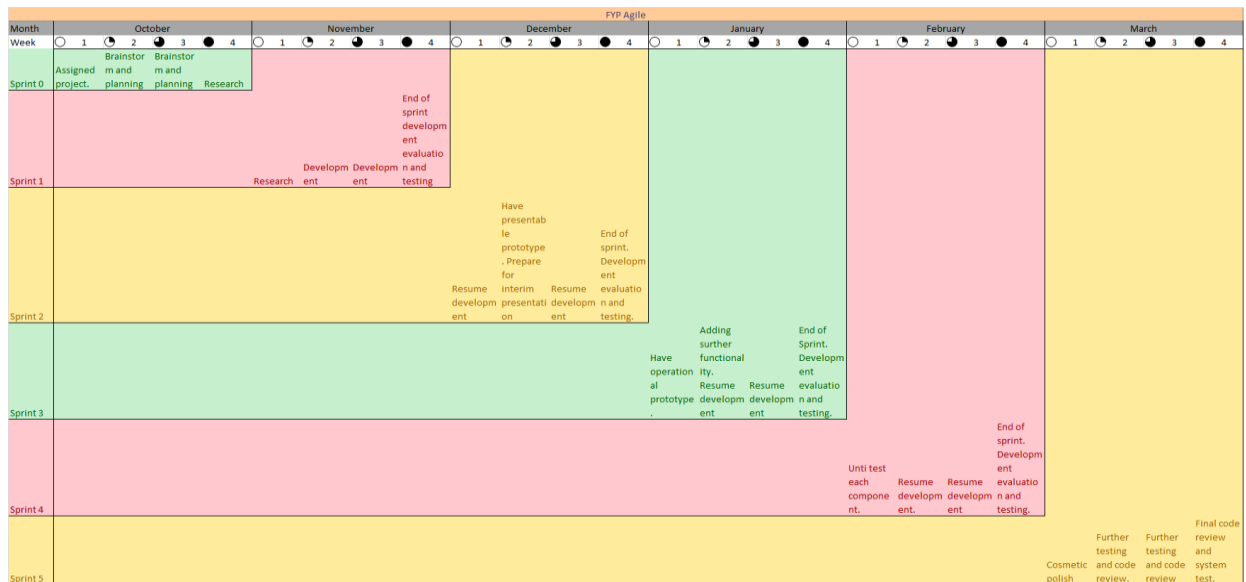 FYP Agile
Month October November December January February March
Week 1 2 3 4 1 2 3 4 1 2 3 4 1 2 3 4 1 2 3 4 1 2 3 4
Sprint 0
Assigned
project.
Brainstor
m and
planning
Brainstor
m and
planning
Research
Sprint 1
Research
Developm
ent
Developm
ent
End of
sprint
developm
ent
evaluatio
n and
testing
Sprint 2
Resume
developm
ent
Have
presentab
le
prototype
. Prepare
for
interim
presentati
on
Resume
developm
ent
End of
sprint.
Developm
ent
evaluatio
n and
testing.
Sprint 3
Have
operation
al
prototype
.
Adding
surther
functional
ity.
Resume
developm
ent
Resume
developm
ent
End of
Sprint.
Developm
ent
evaluatio
n and
testing.
Sprint 4
Unti test
each
compone
nt.
Resume
developm
ent.
Resume
developm
ent
End of
sprint.
Developm
ent
evaluatio
n and
testing.
Sprint 5
Cosmetic
polish
Further
testing
and code
review.
Further
testing
and code
review
Final code
review
and
system
test.